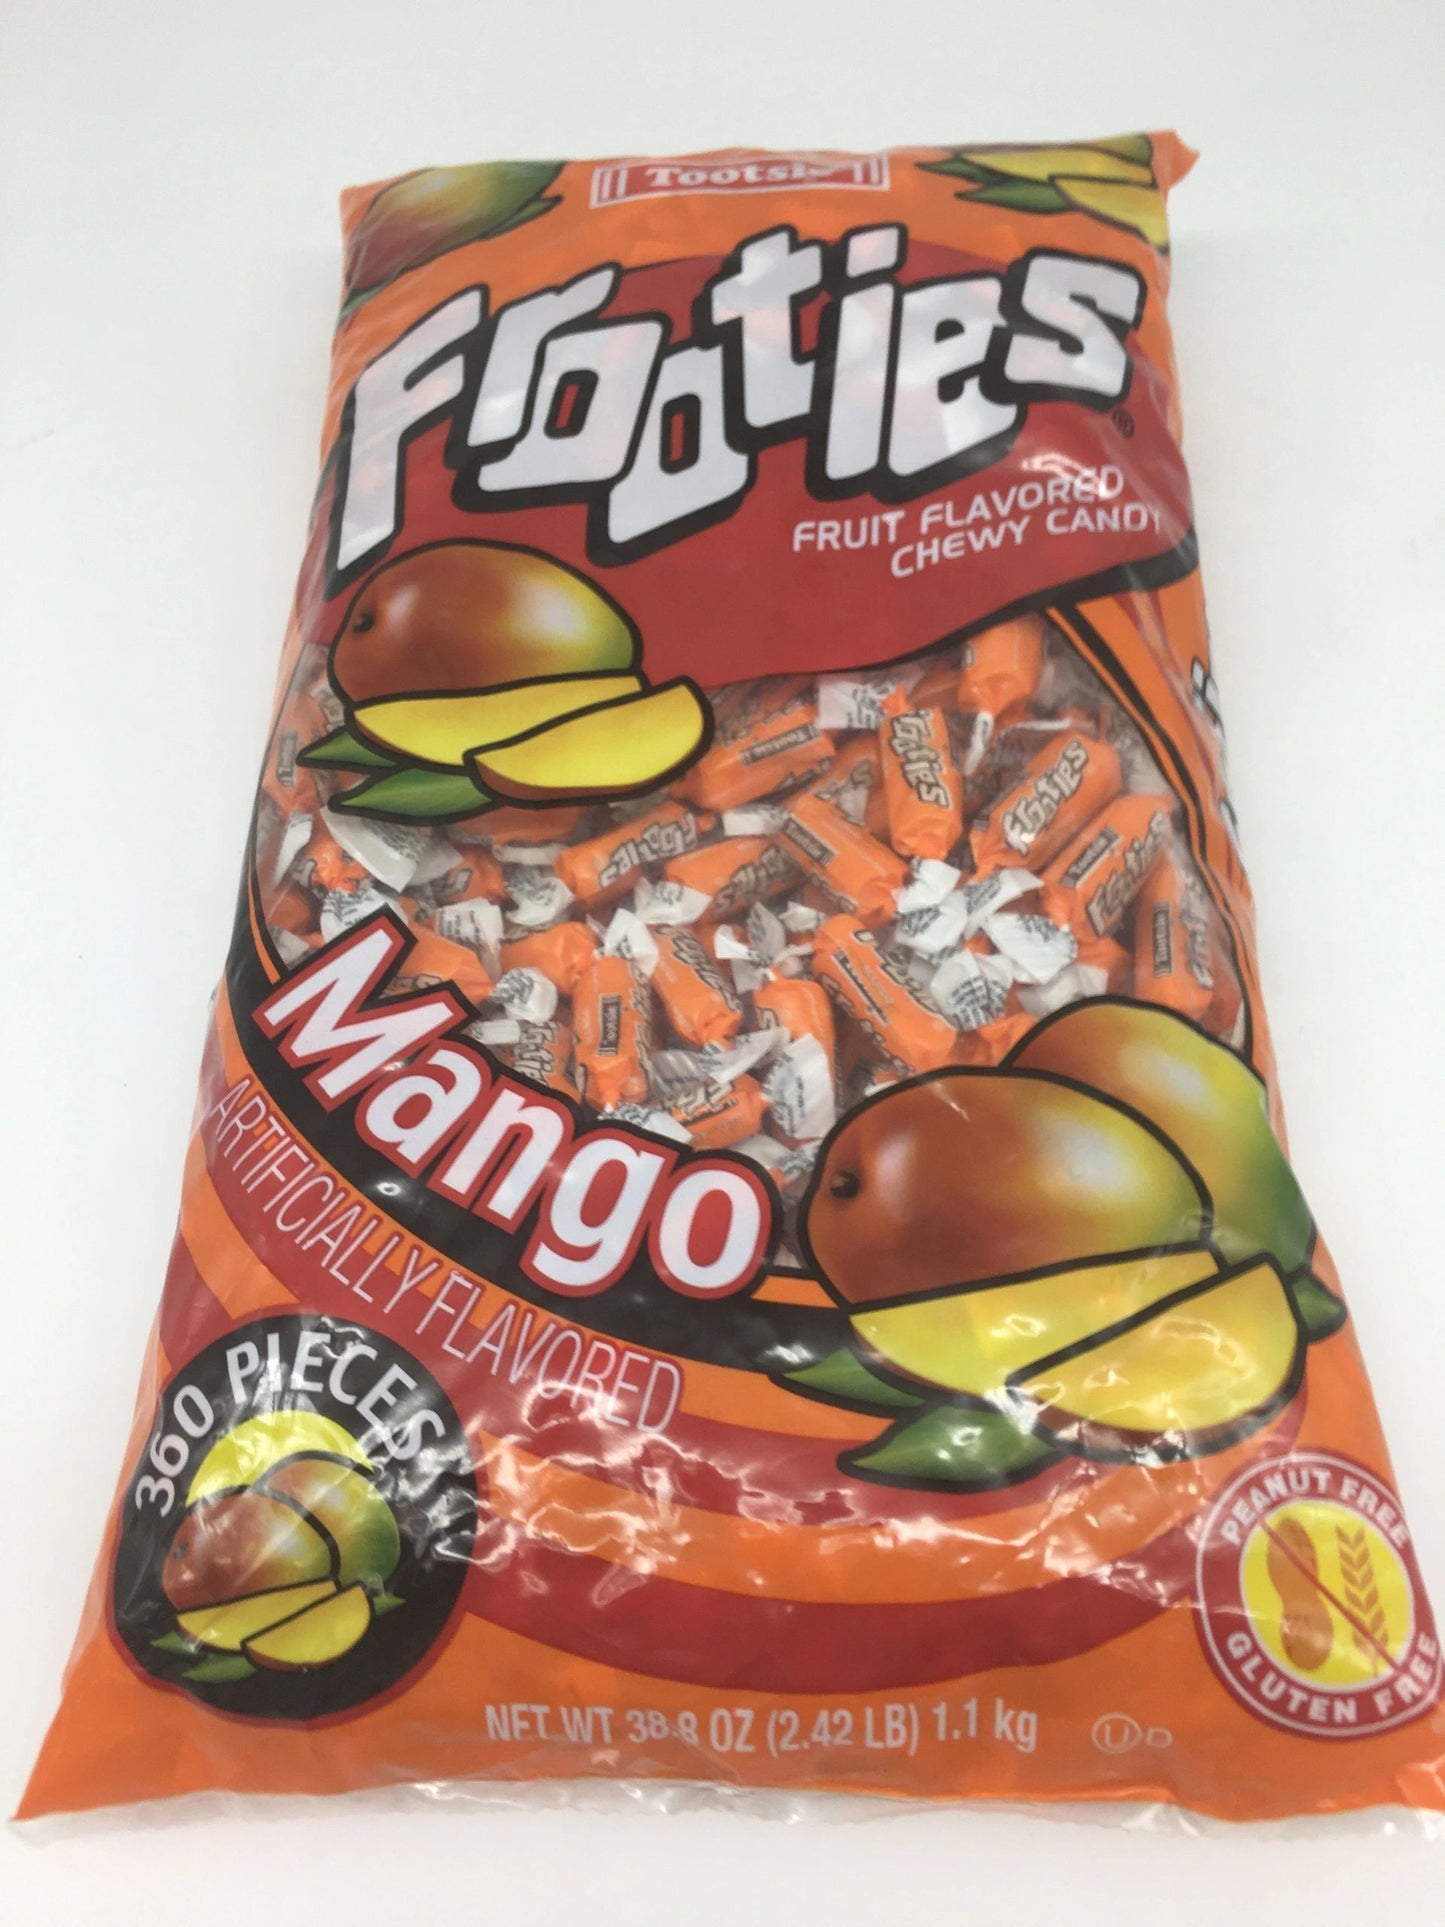 Tootsie
Frooties®
FRUIT FLAVORED
CHEWY CANDY
Mango
ARTIFICIALLY FLAVORED
360 PIECES
PEANUT FREE
GLUTEN FREE
NET WT 38.8 OZ (2.42 LB) 1.1 kg
U D